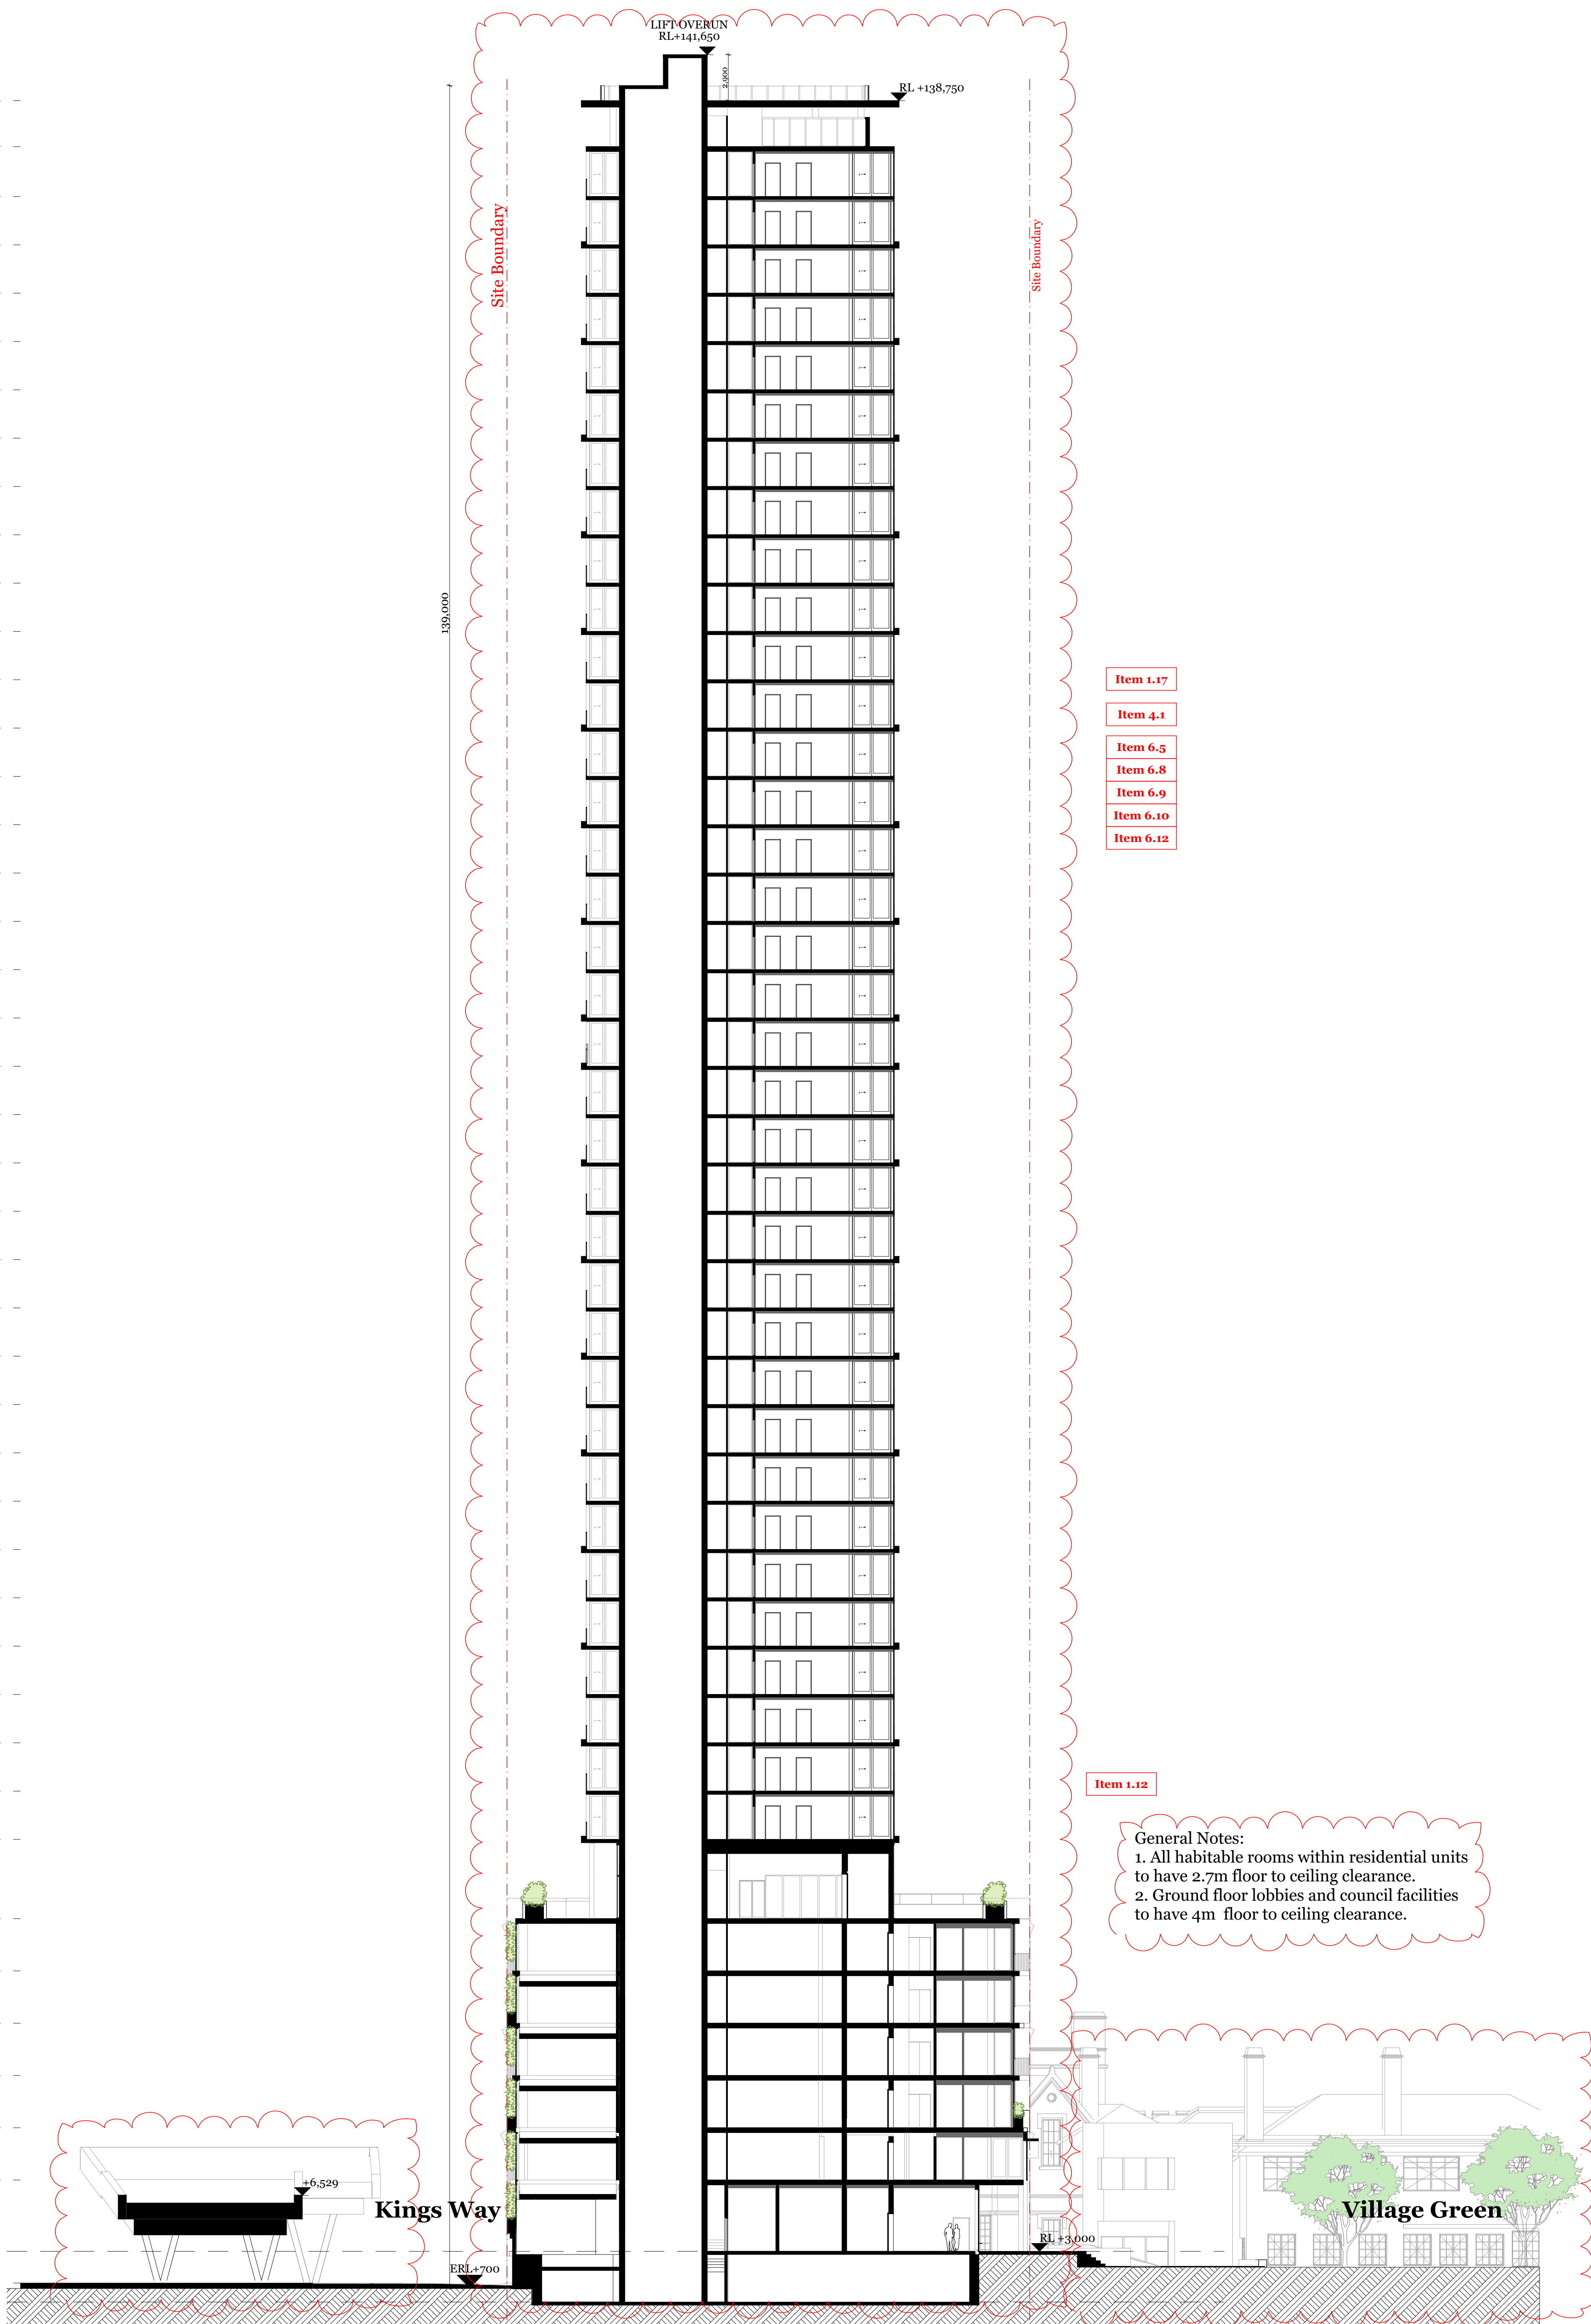 LIFT OVERUN
RL+141,650
2,900
RL +138,750
Site Boundary
Site Boundary
139,000
Item 1.17
Item 4.1
Item 6.5
Item 6.8
Item 6.9
Item 6.10
Item 6.12
Item 1.12
General Notes:
1. All habitable rooms within residential units
to have 2.7m floor to ceiling clearance.
2. Ground floor lobbies and council facilities
to have 4m floor to ceiling clearance.
+6,529
Kings Way
Village Green
RL +3,000
ERL+700